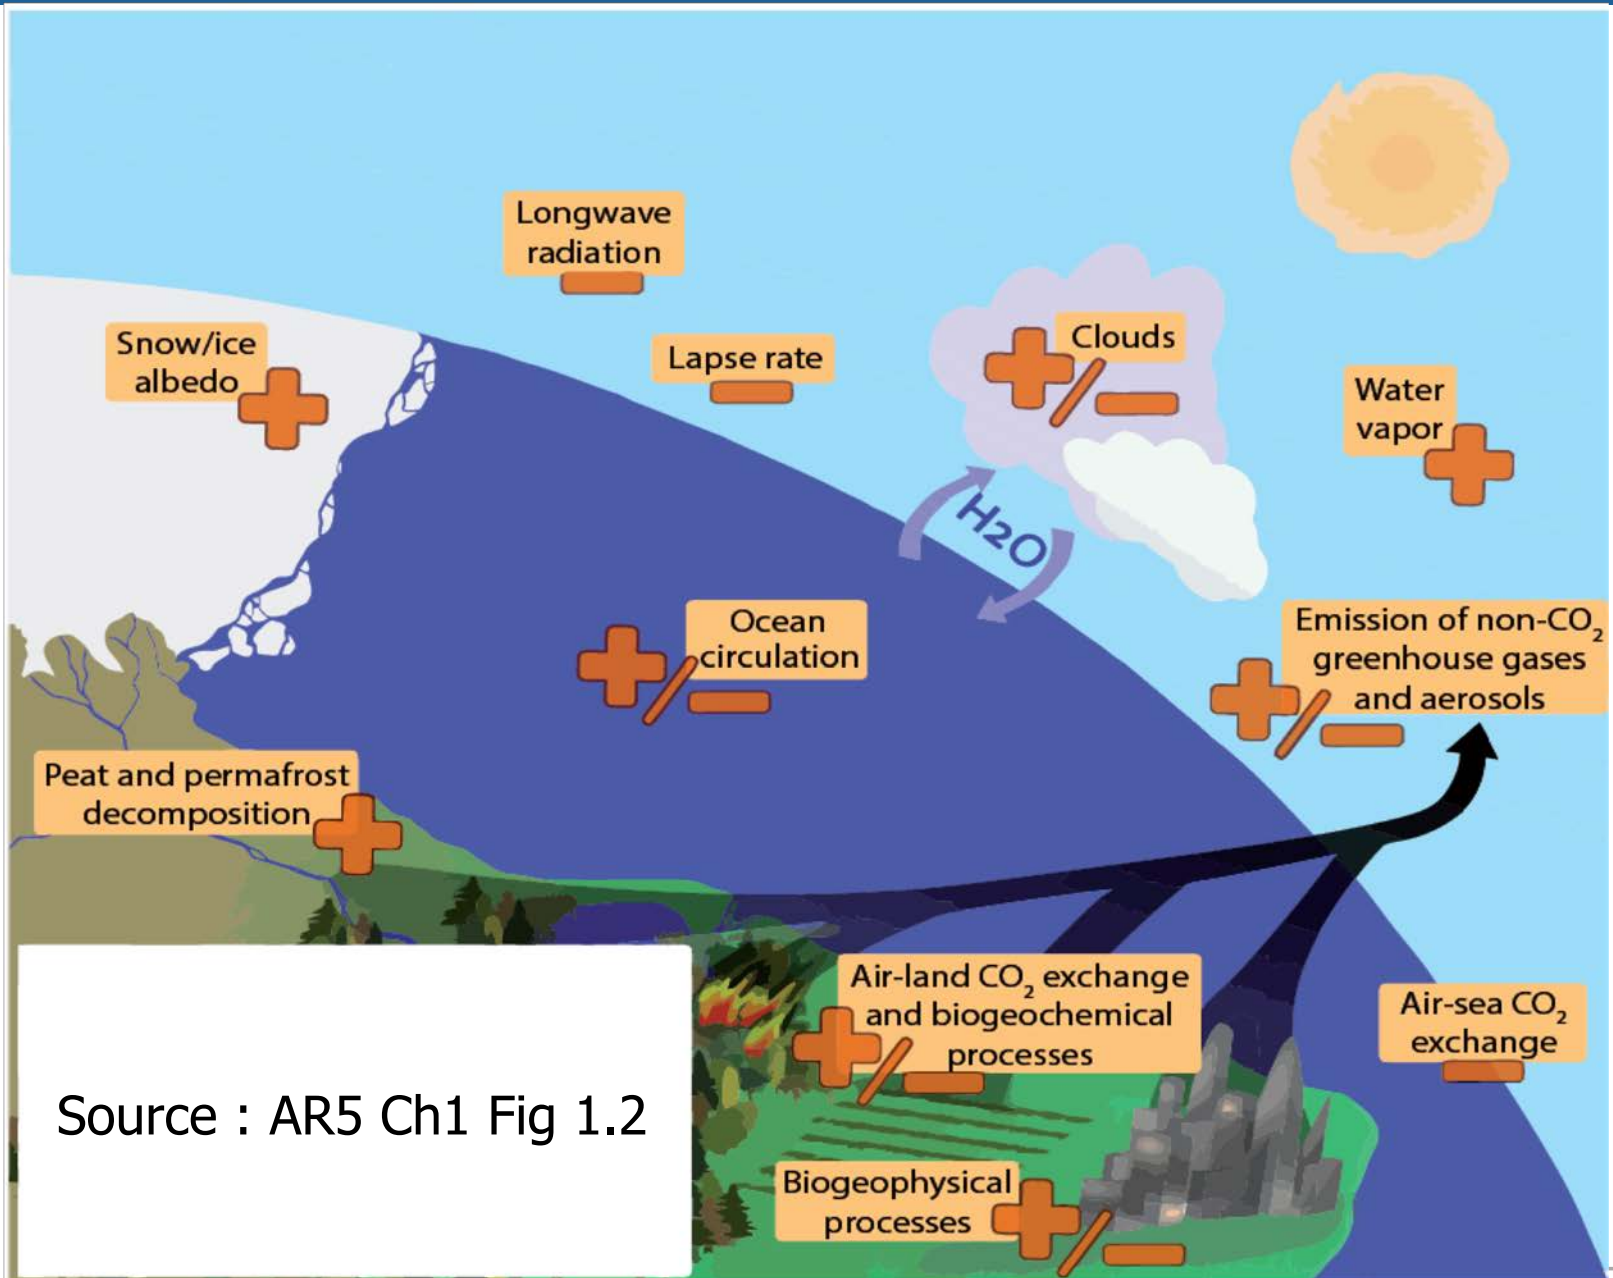 Longwave
radiation
Snow/ice
albedo
Lapse rate
Clouds
Water
vapor
H2O
Ocean
circulation
Emission of non-CO₂
greenhouse gases
and aerosols
Peat and permafrost
decomposition
Air-land CO₂ exchange
and biogeochemical
processes
Air-sea CO₂
exchange
Source : AR5 Ch1 Fig 1.2
Biogeophysical
processes